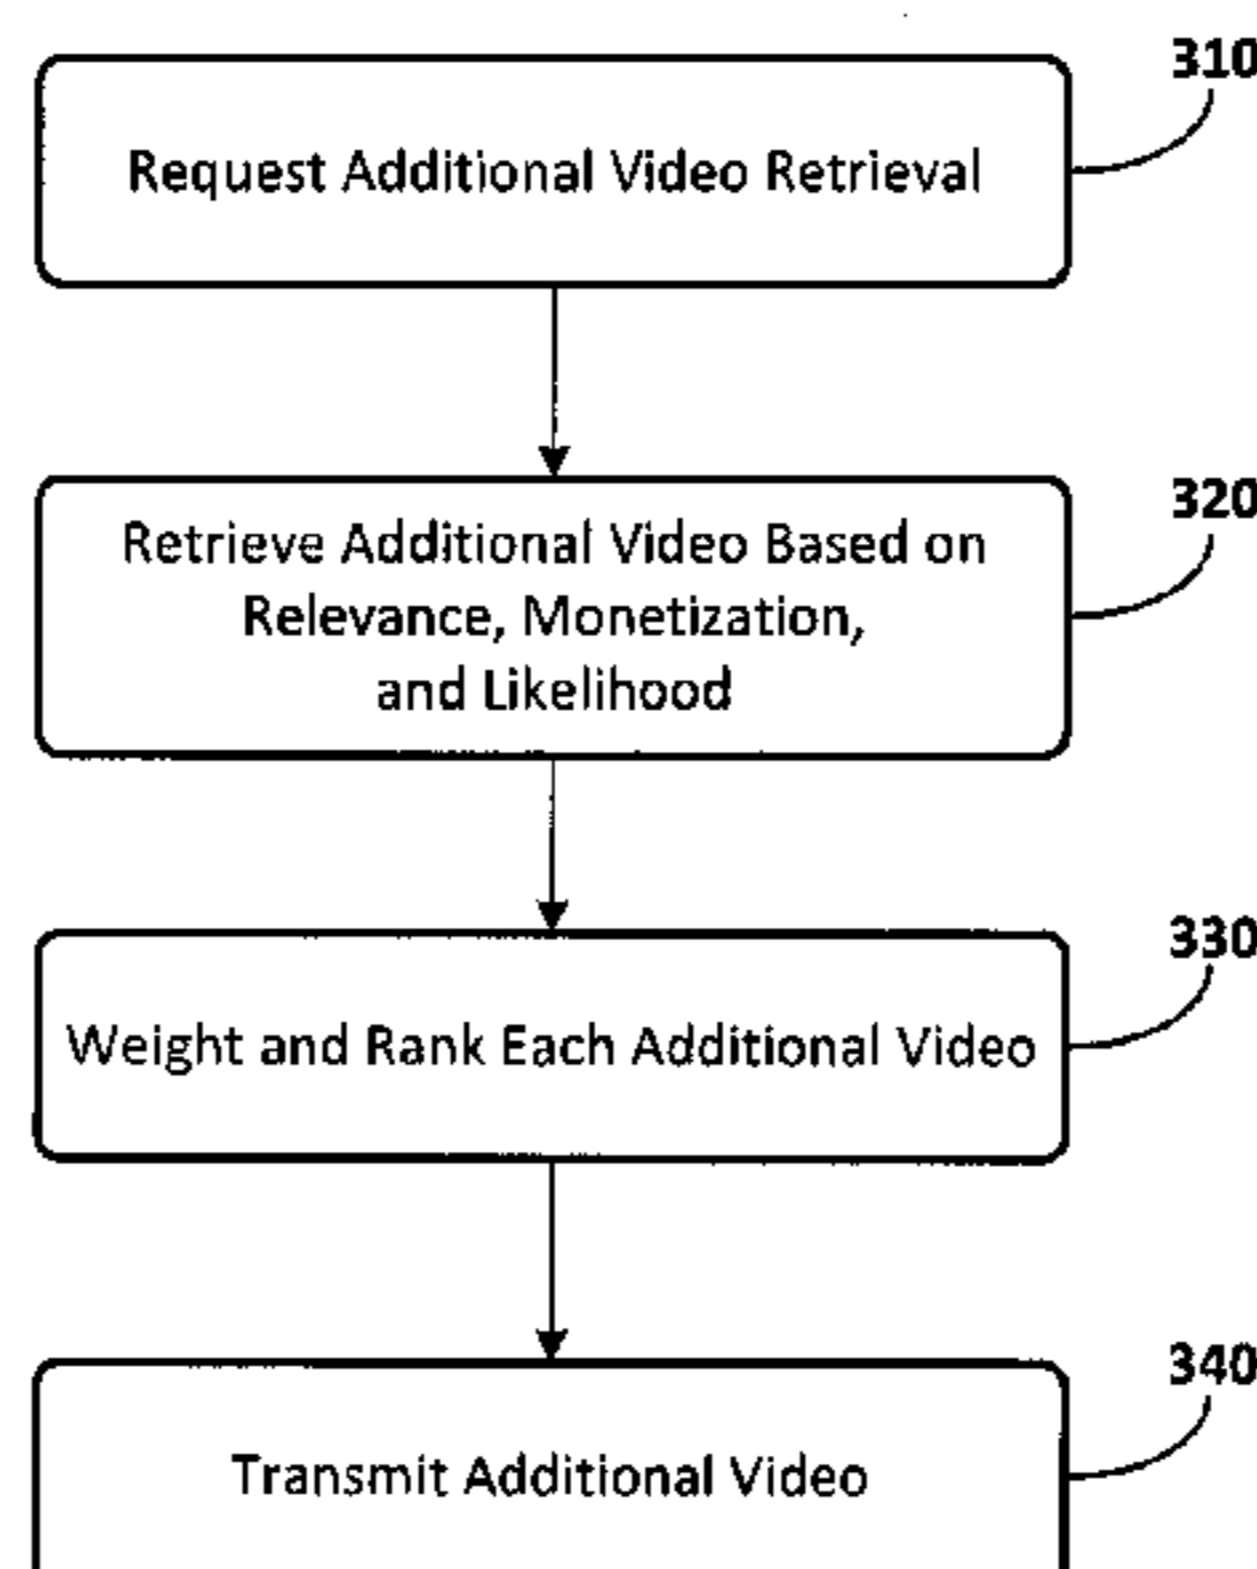 310
Request Additional Video Retrieval
320
Retrieve Additional Video Based on
Relevance, Monetization,
and Likelihood
330
Weight and Rank Each Additional Video
340
Transmit Additional Video